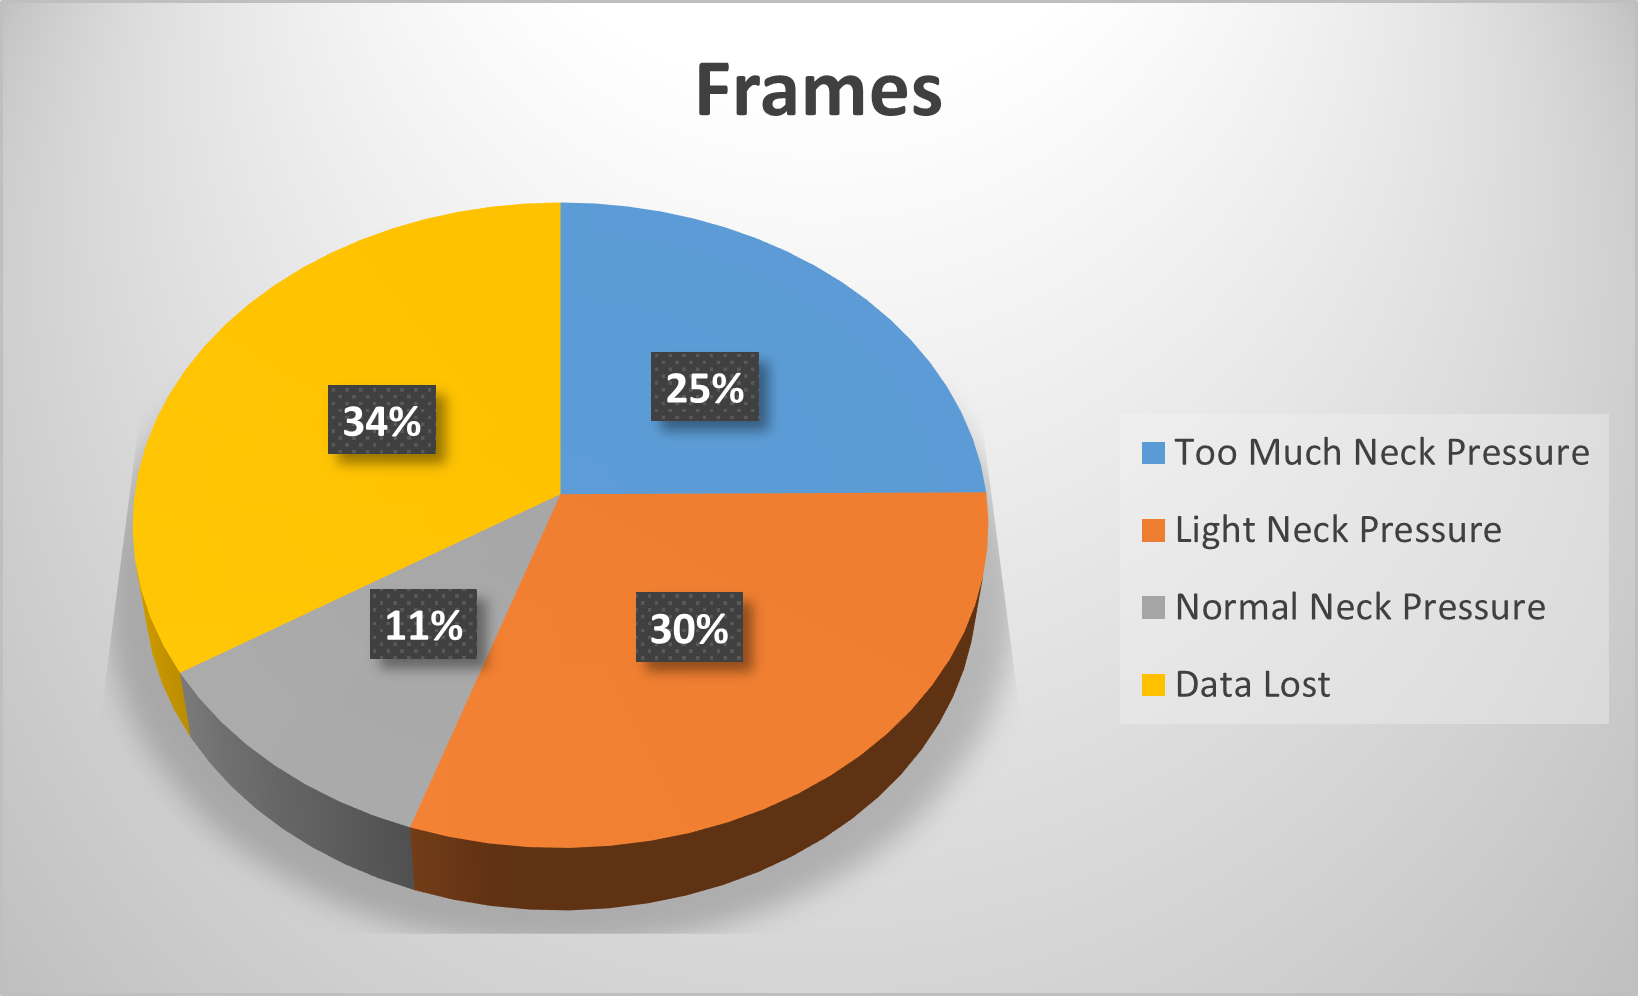 Frames
25%
34%
11%
30%
Too Much Neck Pressure
Light Neck Pressure
Normal Neck Pressure
Data Lost